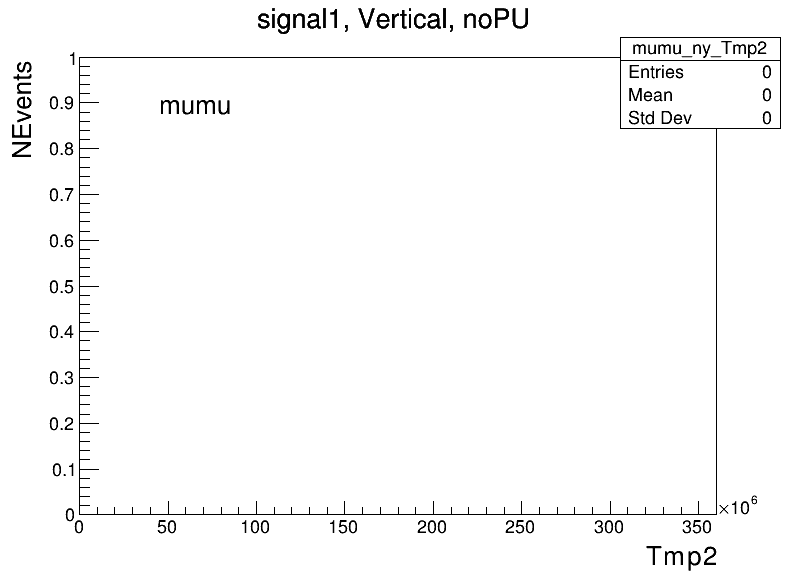 signal1, Vertical, noPU
mumu_ny_Tmp2
Entries 0
Mean 0
Std Dev 0
NEvents
mumu
1
0.9
0.8
0.7
0.6
0.5
0.4
0.3
0.2
0.1
0
0 50 100 150 200 250 300 350
×10^6
Tmp2